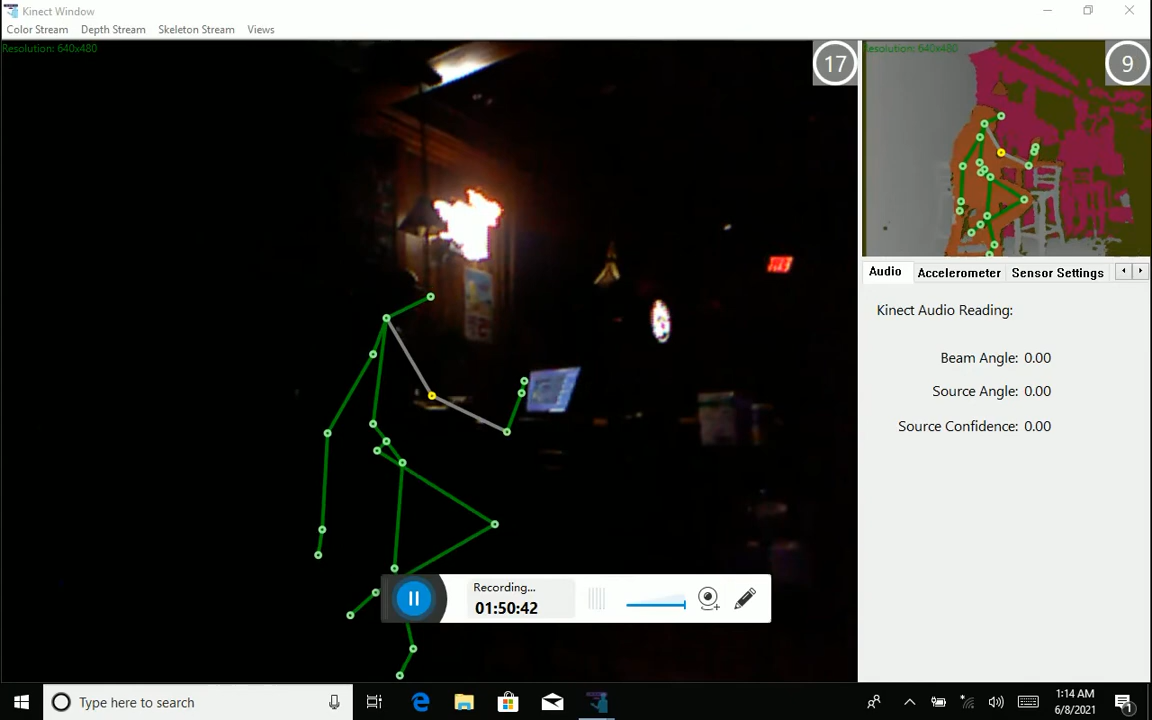 Kinect Window
Color Stream Depth Stream Skeleton Stream Views
Resolution: 640x480
17
Resolution: 640x480
9
Audio Accelerometer Sensor Settings
Kinect Audio Reading:
Beam Angle: 0.00
Source Angle: 0.00
Source Confidence: 0.00
Recording...
01:50:42
Type here to search
1:14 AM
6/8/2021
1